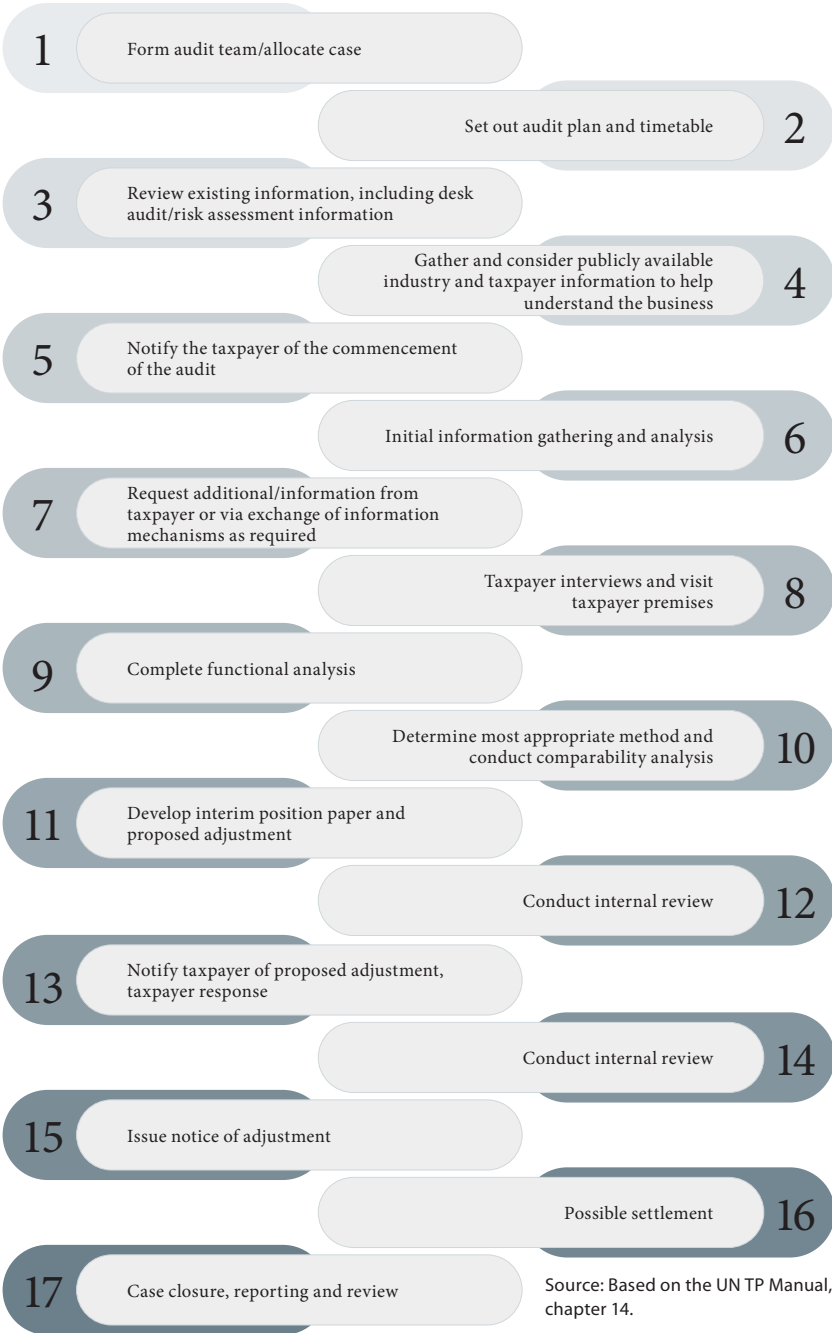 1
Form audit team/allocate case
Set out audit plan and timetable
2
3
Review existing information, including desk
audit/risk assessment information
Gather and consider publicly available
industry and taxpayer information to help
understand the business
4
5
Notify the taxpayer of the commencement
of the audit
Initial information gathering and analysis
6
7
Request additional/information from
taxpayer or via exchange of information
mechanisms as required
Taxpayer interviews and visit
taxpayer premises
8
9
Complete functional analysis
Determine most appropriate method and
conduct comparability analysis
10
11
Develop interim position paper and
proposed adjustment
Conduct internal review
12
13
Notify taxpayer of proposed adjustment,
taxpayer response
Conduct internal review
14
15
Issue notice of adjustment
Possible settlement
16
17
Case closure, reporting and review
Source: Based on the UN TP Manual,
chapter 14.